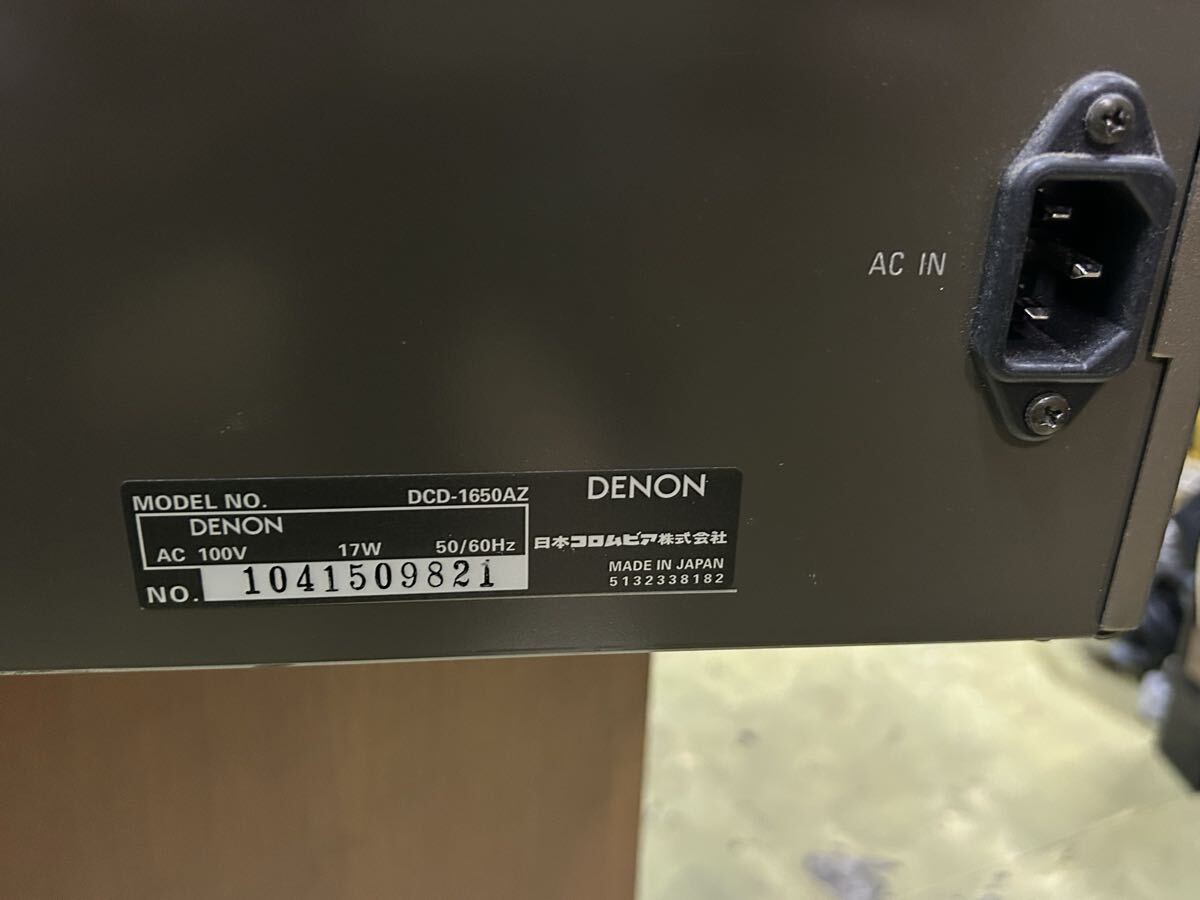 AC IN
MODEL NO. DCD-1650AZ
DENON
AC 100V 17W 50/60Hz
NO. 1041509821
DENON
日本コロムビア株式会社
MADE IN JAPAN
5132338182